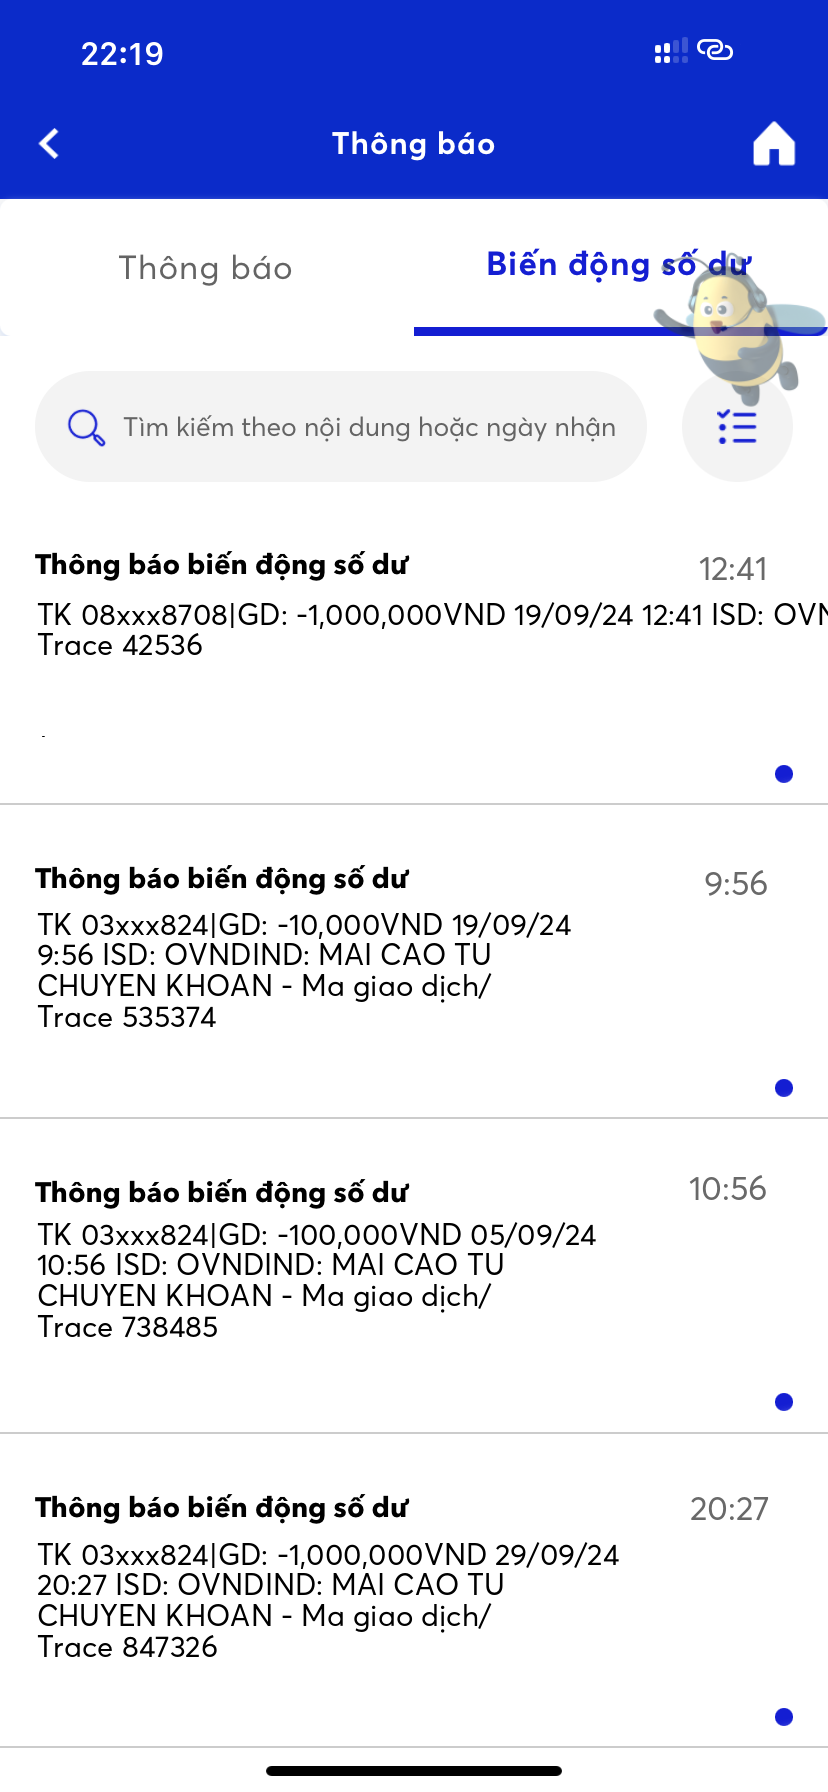 22:19
Thông báo
Thông báo
Biến động số dư
Tìm kiếm theo nội dung hoặc ngày nhận
Thông báo biến động số dư
12:41
TK 08xxx8708|GD: -1,000,000VND 19/09/24 12:41 ISD: OVN
Trace 42536
Thông báo biến động số dư
9:56
TK 03xxx824|GD: -10,000VND 19/09/24
9:56 ISD: OVNDIND: MAI CAO TU
CHUYEN KHOAN - Ma giao dịch/
Trace 535374
Thông báo biến động số dư
10:56
TK 03xxx824|GD: -100,000VND 05/09/24
10:56 ISD: OVNDIND: MAI CAO TU
CHUYEN KHOAN - Ma giao dịch/
Trace 738485
Thông báo biến động số dư
20:27
TK 03xxx824|GD: -1,000,000VND 29/09/24
20:27 ISD: OVNDIND: MAI CAO TU
CHUYEN KHOAN - Ma giao dịch/
Trace 847326